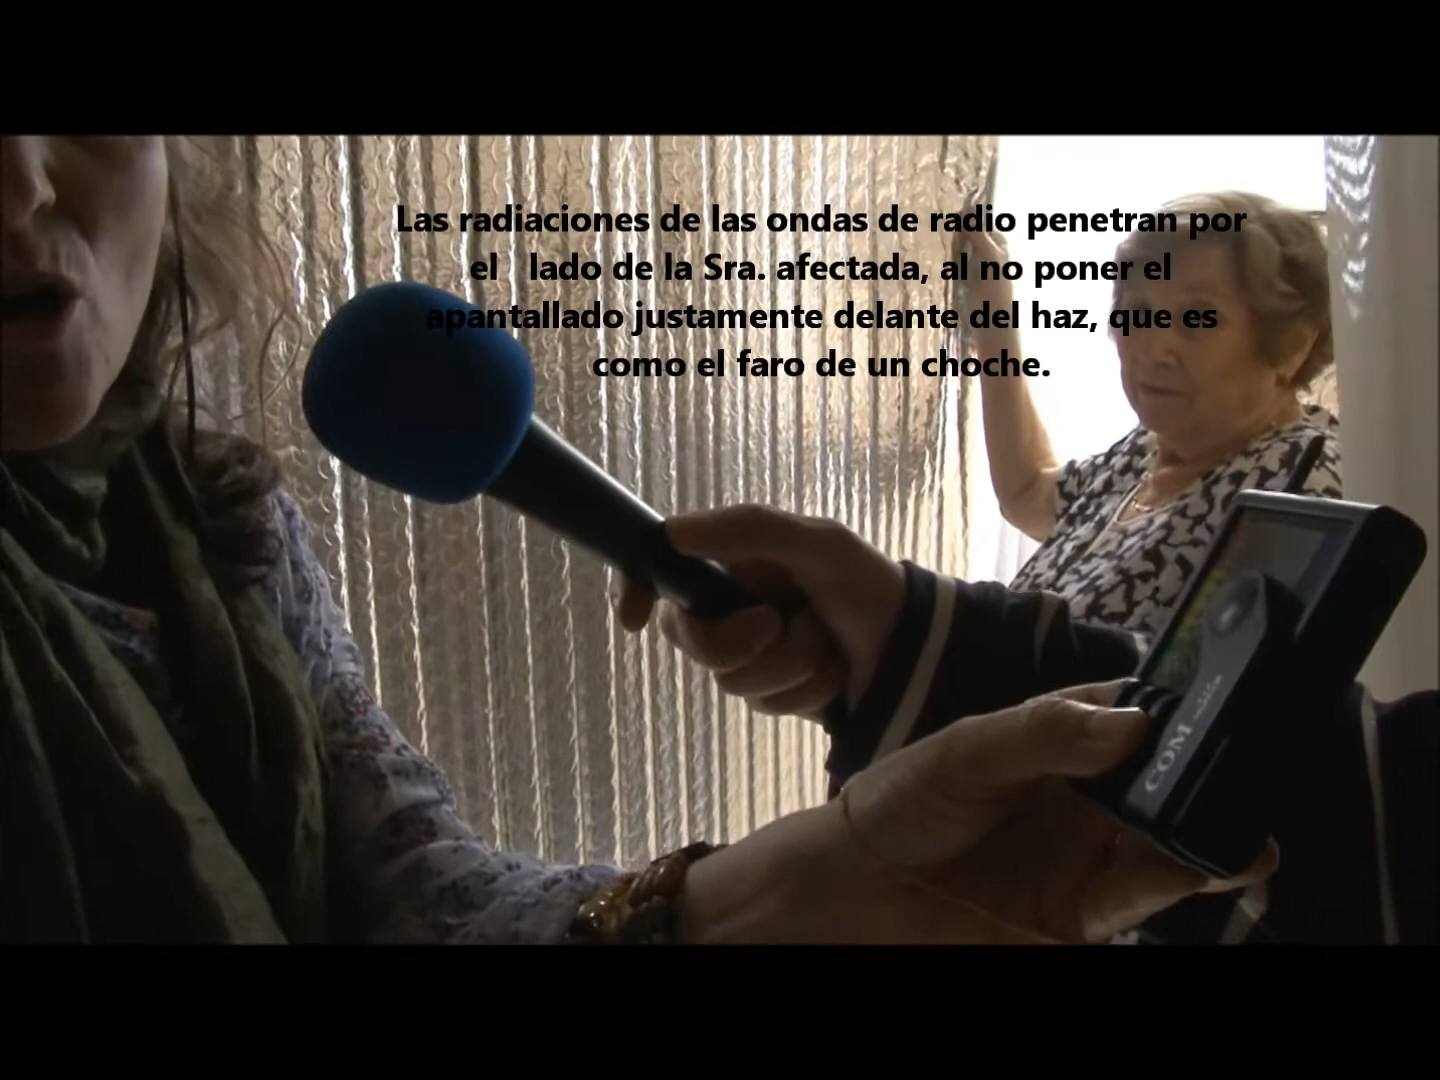 Las radiaciones de las ondas de radio penetran por
el lado de la Sra. afectada, al no poner el
apantallado justamente delante del haz, que es
como el faro de un choche.
COM